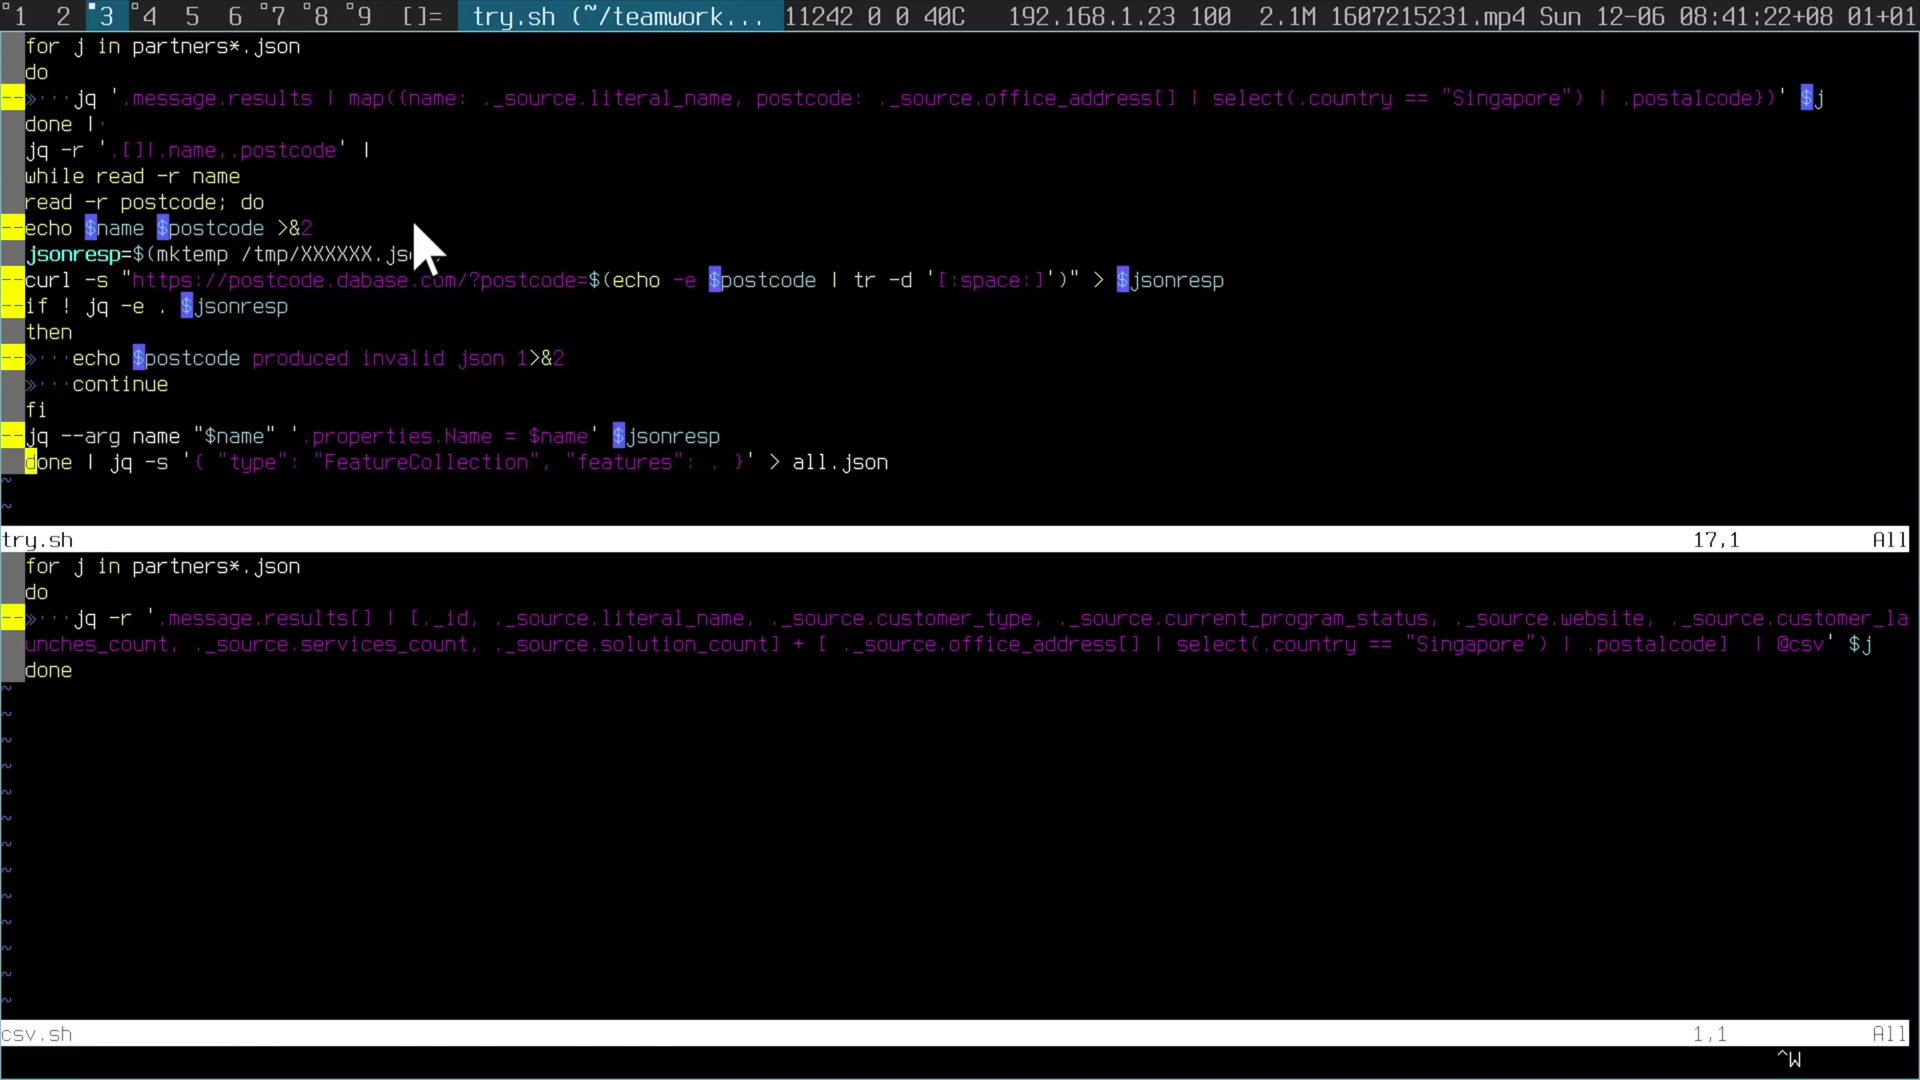 1 2 3 4 5 6 7 8 9 []= try.sh (~/teamwork... 11242 0 0 40C 192.168.1.23 100 2.1M 1607215231.mp4 Sun 12-06 08:41:22+08 01+01
for j in partners*.json
do
--»···jq '.message.results | map({name: ._source.literal_name, postcode: ._source.office_address[] | select(.country == "Singapore") | .postalcode})' $j
done |·
jq -r '.[]|.name,.postcode' |
while read -r name
read -r postcode; do
--echo $name $postcode >&2
jsonresp=$(mktemp /tmp/XXXXXX.js
--curl -s "https://postcode.dabase.com/?postcode=$(echo -e $postcode | tr -d '[:space:]')" > $jsonresp
--if ! jq -e . $jsonresp
then
--»···echo $postcode produced invalid json 1>&2
»···continue
fi
--jq --arg name "$name" '.properties.Name = $name' $jsonresp
done | jq -s '{ "type": "FeatureCollection", "features": . }' > all.json
~
~
try.sh 17,1 All
for j in partners*.json
do
--»···jq -r '.message.results[] | [._id, ._source.literal_name, ._source.customer_type, ._source.current_program_status, ._source.website, ._source.customer_la
unches_count, ._source.services_count, ._source.solution_count] + [ ._source.office_address[] | select(.country == "Singapore") | .postalcode]  | @csv' $j
done
~
~
~
~
~
~
~
~
~
~
~
~
~
csv.sh 1,1 All
^W